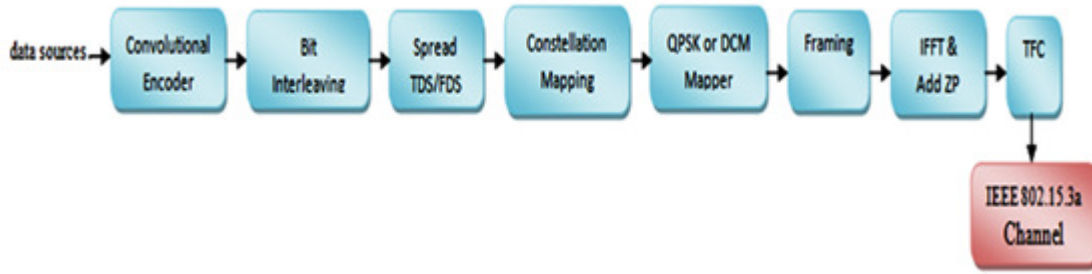 data sources
Convolutional
Encoder
Bit
Interleaving
Spread
TDS/FDS
Constellation
Mapping
QPSK or DCM
Mapper
Framing
IFFT &
Add ZP
TFC
IEEE 802.15.3a
Channel